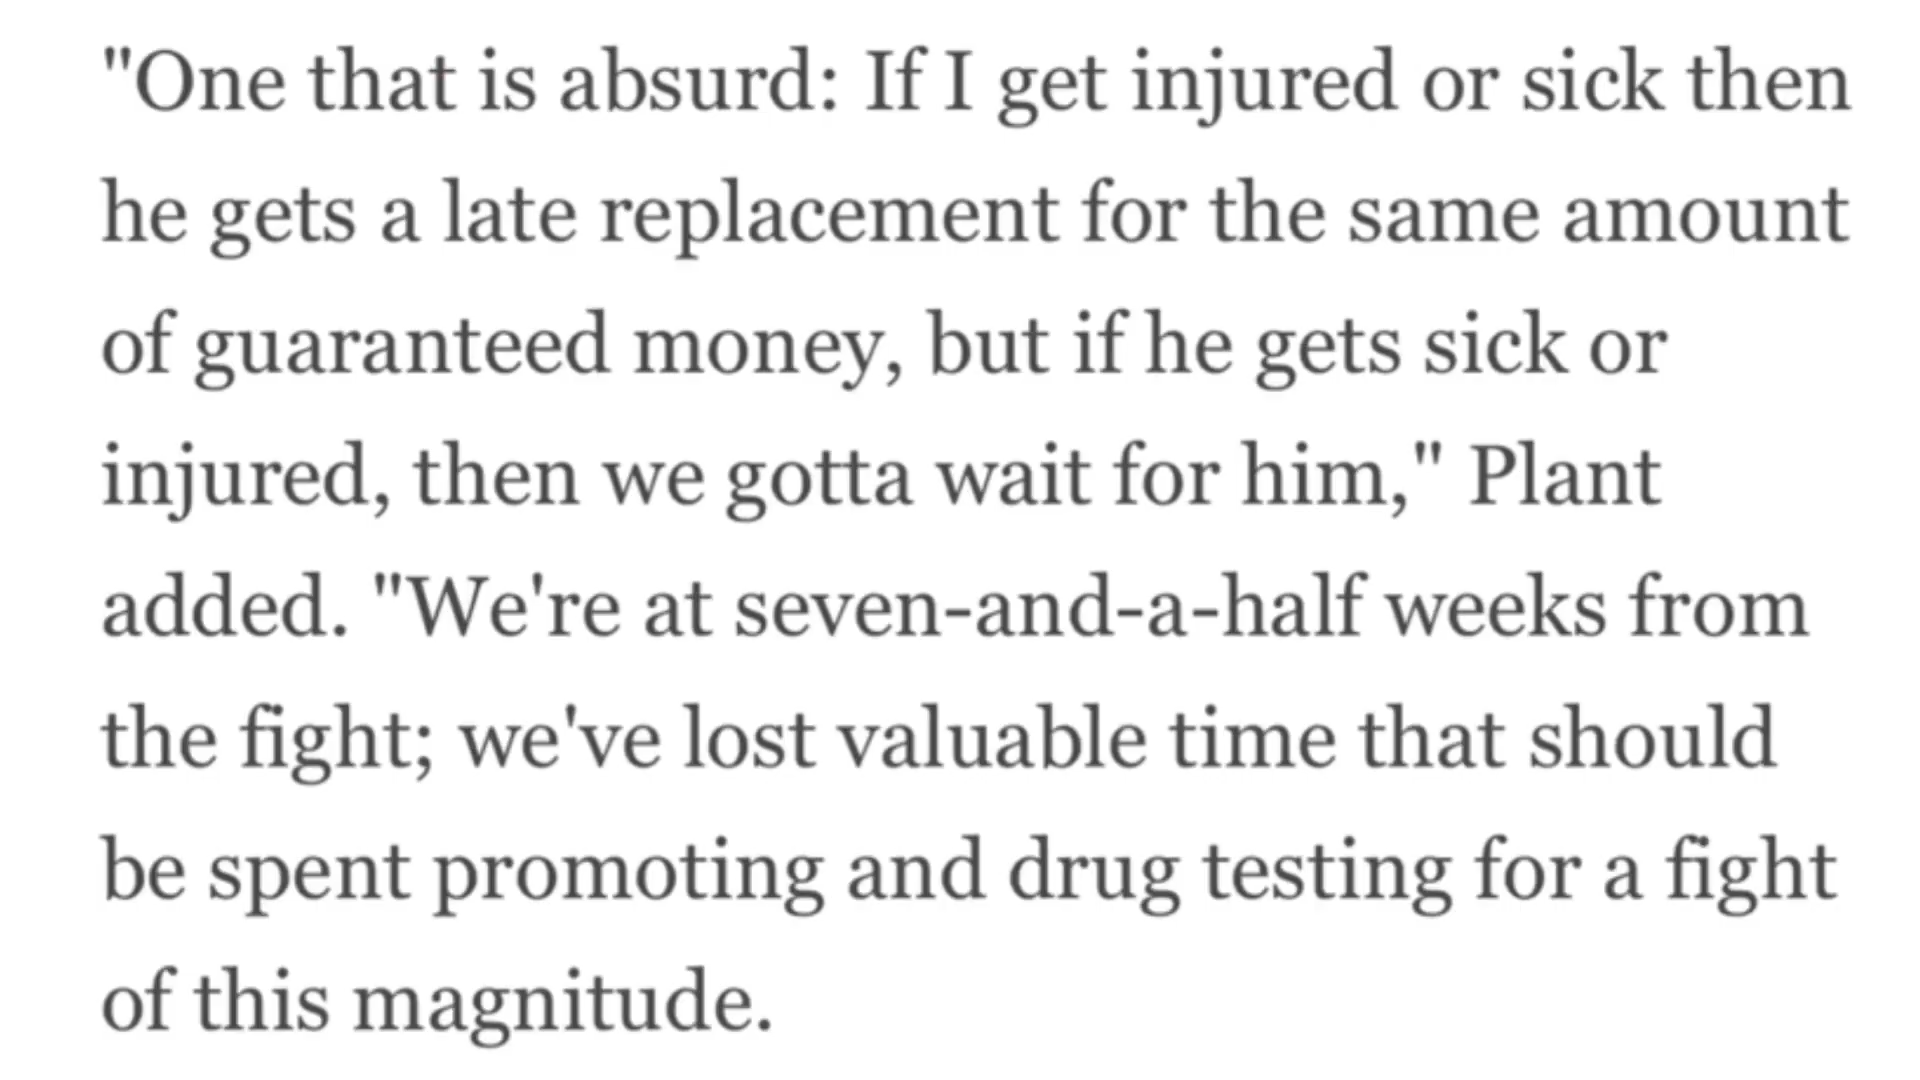 "One that is absurd: If I get injured or sick then
he gets a late replacement for the same amount
of guaranteed money, but if he gets sick or
injured, then we gotta wait for him," Plant
added. "We're at seven-and-a-half weeks from
the fight; we've lost valuable time that should
be spent promoting and drug testing for a fight
of this magnitude.